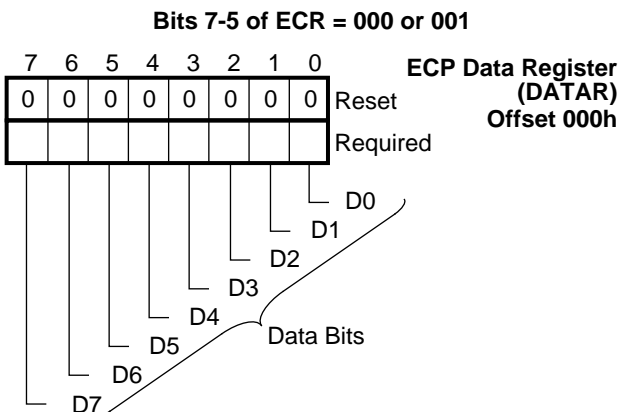 Bits 7-5 of ECR = 000 or 001
7 6 5 4 3 2 1 0
ECP Data Register
(DATAR)
Offset 000h
0 0 0 0 0 0 0 0 Reset
Required
D0
D1
D2
D3
D4
D5
D6
D7
Data Bits